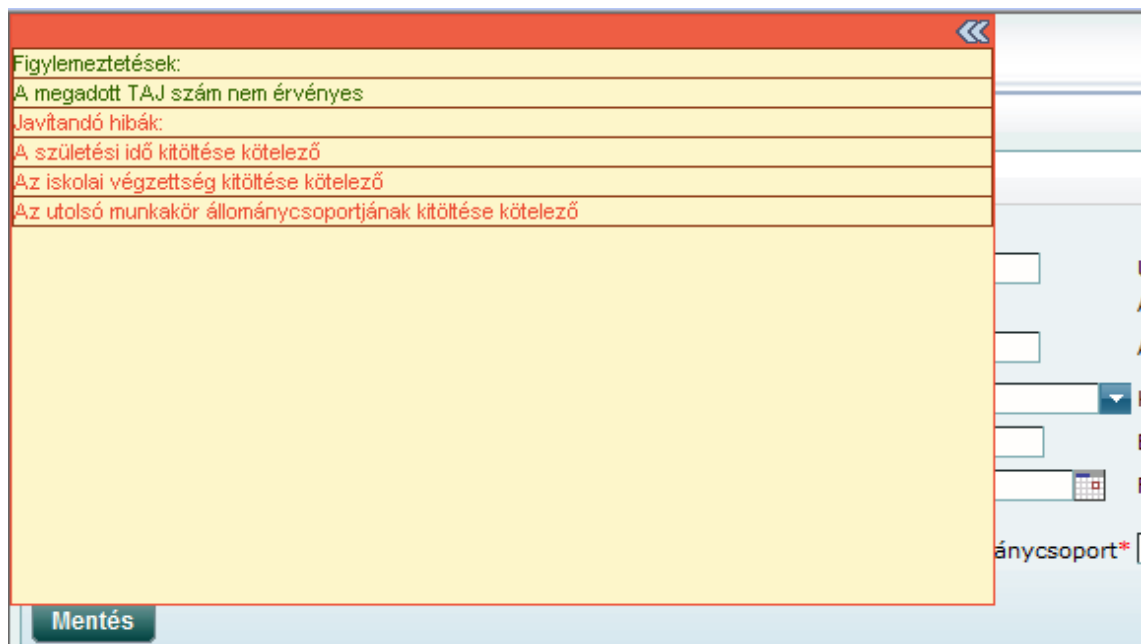 Figylemeztetések:
A megadott TAJ szám nem érvényes
Javítandó hibák:
A születési idő kitöltése kötelező
Az iskolai végzettség kitöltése kötelező
Az utolsó munkakör állománycsoportjának kitöltése kötelező
ánycsoport*
Mentés